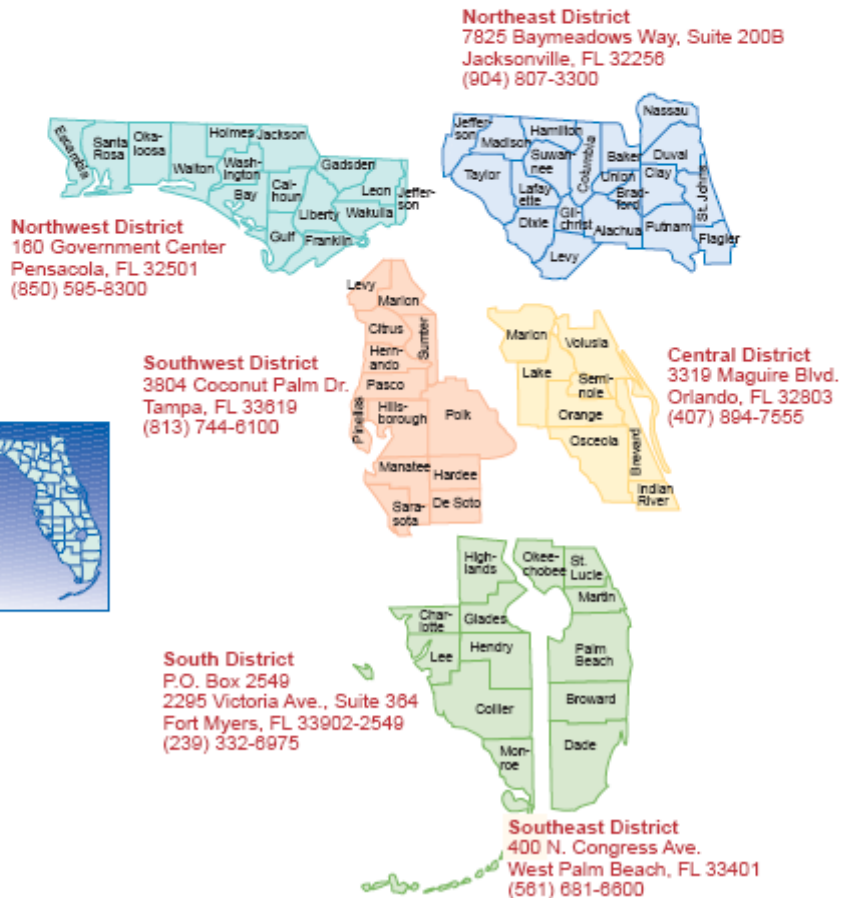 Northeast District
7825 Baymeadows Way, Suite 200B
Jacksonville, FL 32256
(904) 807-3300
Escambia
Santa
Rosa
Oka-
loosa
Walton
Holmes
Jackson
Wash-
ington
Bay
Cal-
houn
Gulf
Gadsden
Liberty
Leon
Wakulla
Franklin
Jeffer-
son
Northwest District
160 Government Center
Pensacola, FL 32501
(850) 595-8300
Jeffer-
son
Madison
Taylor
Hamilton
Suwan-
nee
Lafay-
ette
Dixie
Columbia
Gil-
christ
Levy
Baker
Union
Brad-
ford
Alachua
Nassau
Duval
Clay
Putnam
St. Johns
Flagler
Levy
Marion
Citrus
Sumter
Her-
ando
Pasco
Pinellas
Hills-
borough
Polk
Manatee
Hardee
Sara-
sota
De Soto
Southwest District
3804 Coconut Palm Dr.
Tampa, FL 33619
(813) 744-6100
Marion
Volusia
Lake
Semi-
nole
Orange
Osceola
Brevard
Indian
River
Central District
3319 Maguire Blvd.
Orlando, FL 32803
(407) 894-7555
High-
lands
Char-
lotte
Glades
Lee
Hendry
Collier
Mon-
roe
South District
P.O. Box 2549
2295 Victoria Ave., Suite 364
Fort Myers, FL 33902-2549
(239) 332-6975
Okee-
chobee
St.
Lucie
Martin
Palm
Beach
Broward
Dade
Southeast District
400 N. Congress Ave.
West Palm Beach, FL 33401
(561) 681-6600